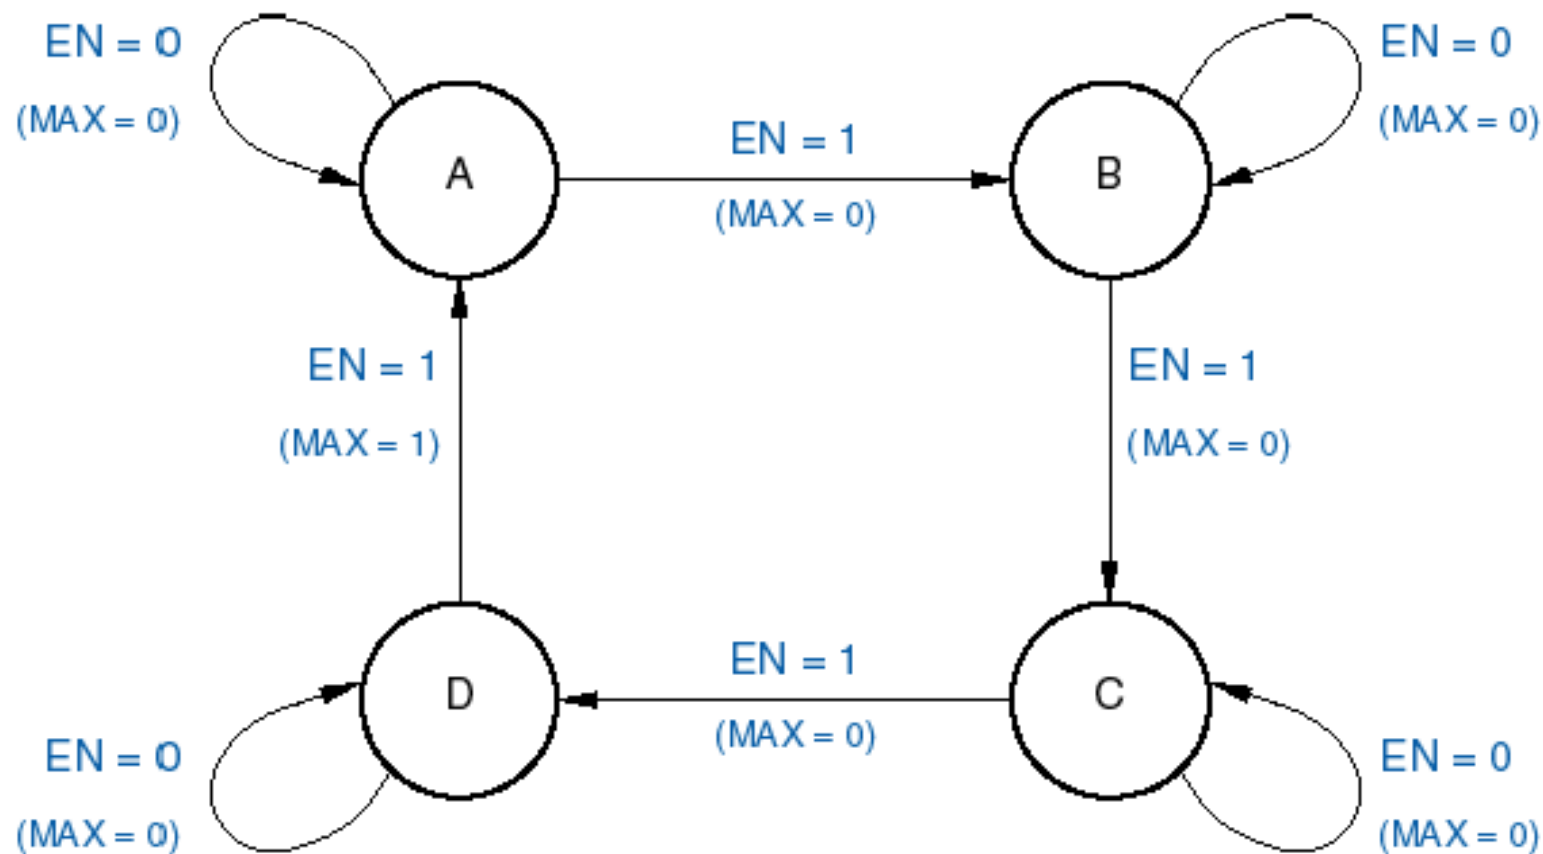 EN = 0
(MAX = 0)
A
EN = 1
(MAX = 0)
B
EN = 0
(MAX = 0)
EN = 1
(MAX = 1)
EN = 1
(MAX = 0)
D
EN = 1
(MAX = 0)
C
EN = 0
(MAX = 0)
EN = 0
(MAX = 0)